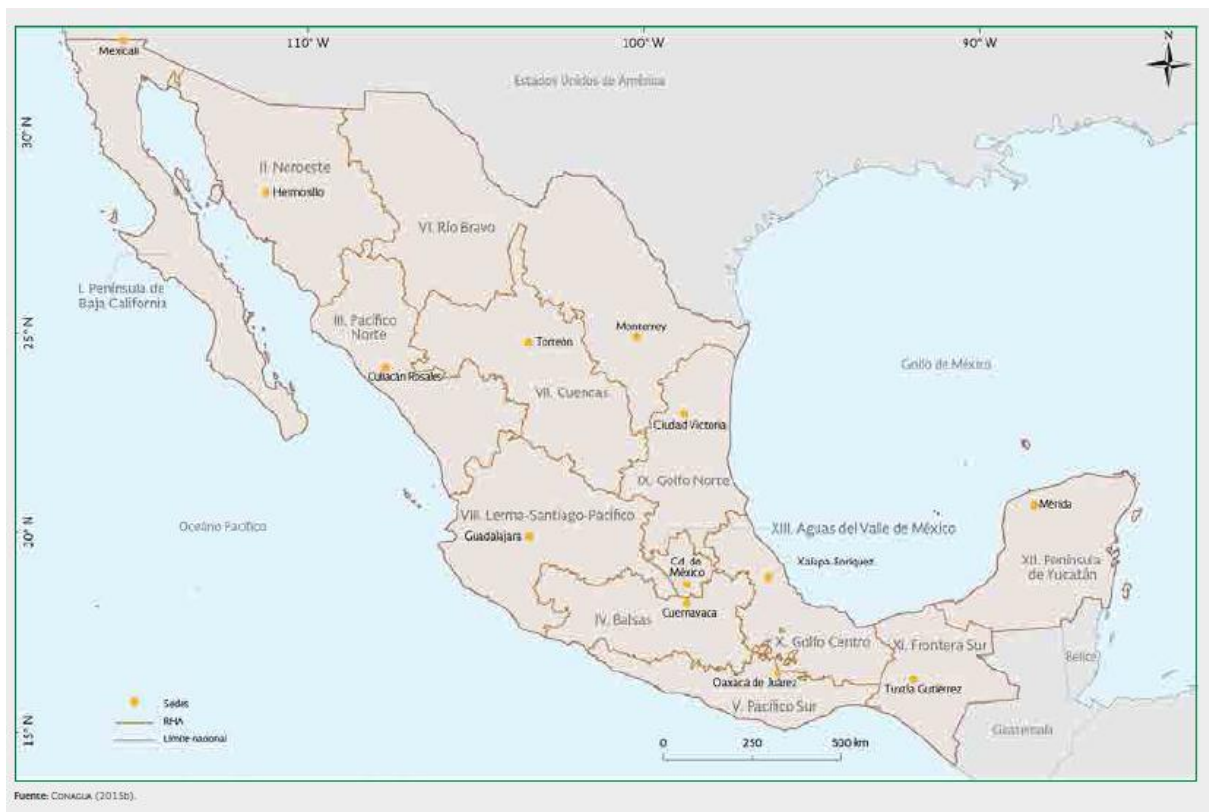 110° W
100° W
90° W
N
Mexicali
Estados Unidos de América
30° N
II. Noroeste
Hermosillo
VI. Río Bravo
I. Península de
Baja California
III. Pacífico
Norte
25° N
Monterrey
Torreón
Golfo de México
Culiacán Rosales
VII. Cuencas
Ciudad Victoria
IX. Golfo Norte
Mérida
VIII. Lerma-Santiago-Pacífico
Océano Pacífico
20° N
XIII. Aguas del Valle de México
Guadalajara
Cd. de
México
Xalapa-Enríquez
XII. Península
de Yucatán
Cuernavaca
IV. Balsas
X. Golfo Centro
XI. Frontera Sur
Belice
Oaxaca de Juárez
Tuxtla Gutiérrez
V. Pacífico Sur
Sedes
RHA
Límite nacional
15° N
Guatemala
0
250
500 km
Fuente: CONAGUA (2015b).